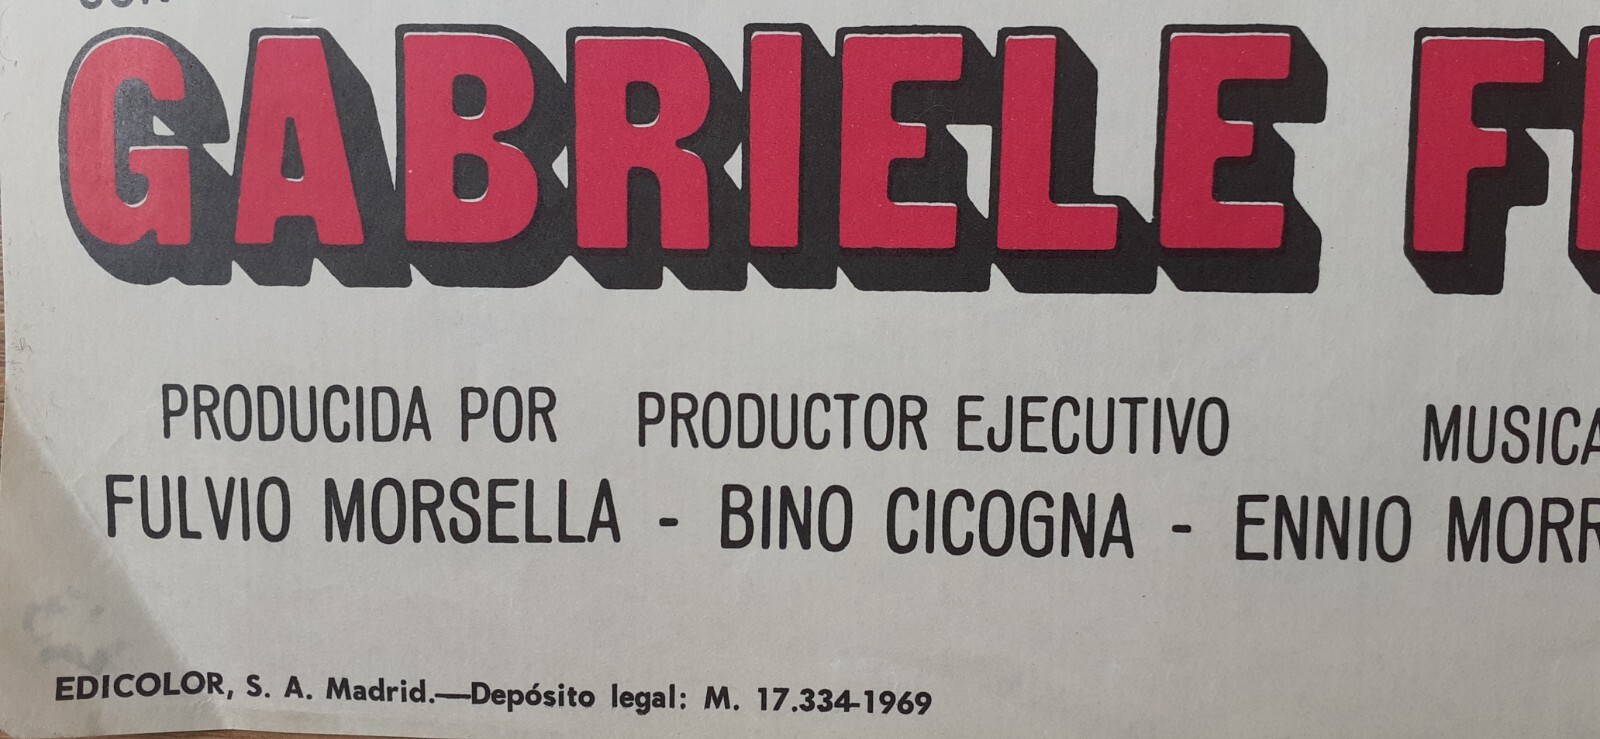 CON
GABRIELE
PRODUCIDA POR PRODUCTOR EJECUTIVO MUSICA
FULVIO MORSELLA - BINO CICOGNA - ENNIO MORR
EDICOLOR, S. A. Madrid.—Depósito legal: M. 17.334-1969